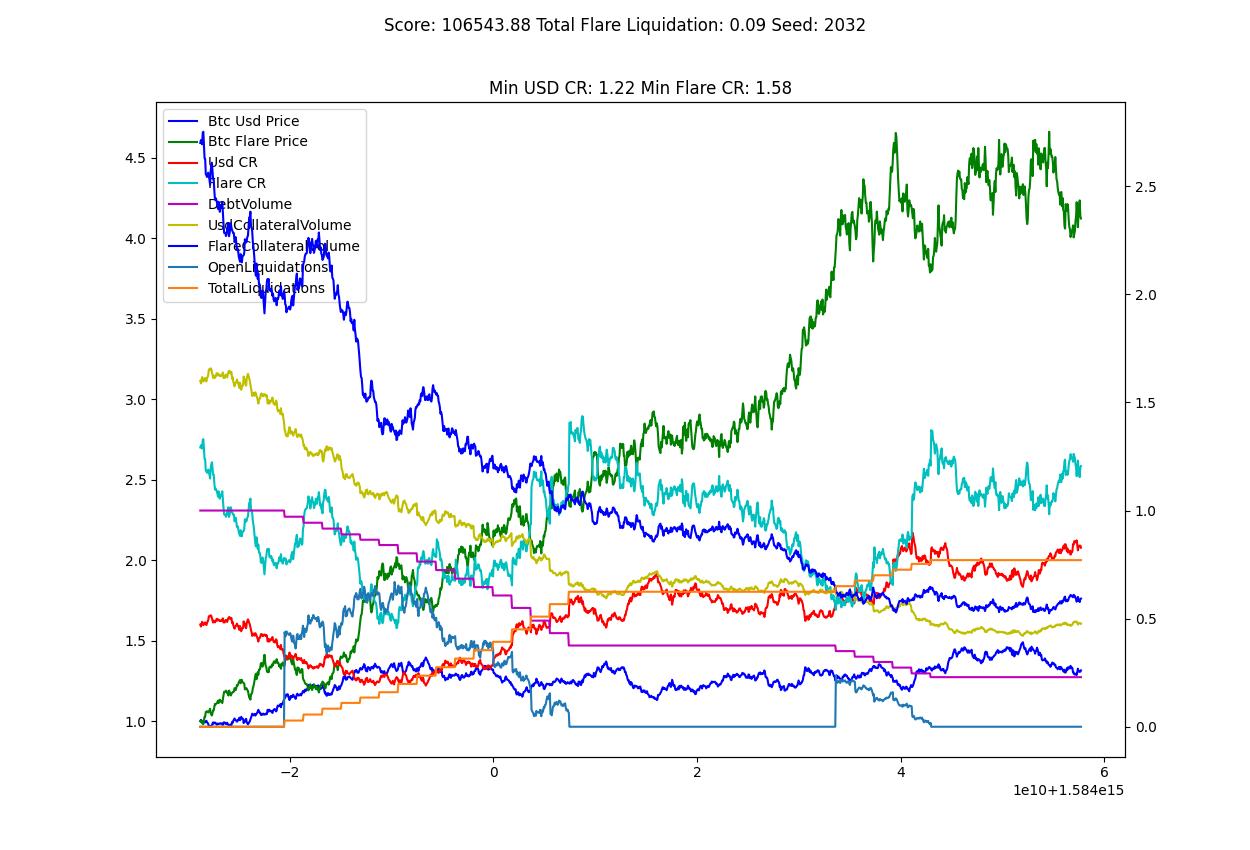 Score: 106543.88 Total Flare Liquidation: 0.09 Seed: 2032
Min USD CR: 1.22 Min Flare CR: 1.58
Btc Usd Price
Btc Flare Price
Usd CR
Flare CR
DebtVolume
UsdCollateralVolume
FlareCollateralVolume
OpenLiquidations
TotalLiquidations
4.5
4.0
3.5
3.0
2.5
2.0
1.5
1.0
2.5
2.0
1.5
1.0
0.5
0.0
−2
0
2
4
6
1e10+1.584e15